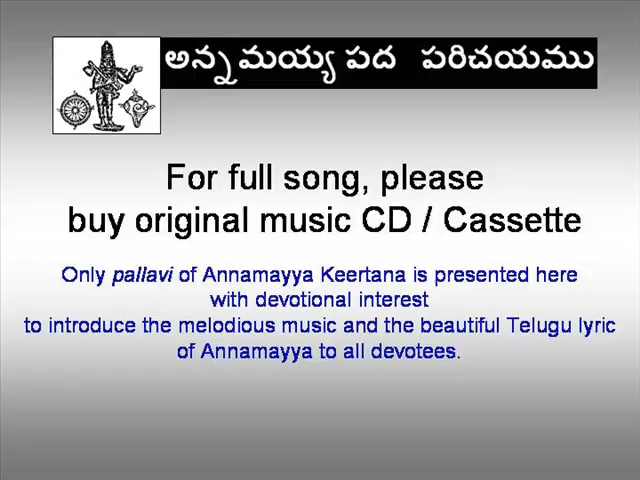 అన్నమయ్య పద పరిచయము
For full song, please
buy original music CD / Cassette
Only pallavi of Annamayya Keertana is presented here
with devotional interest
to introduce the melodious music and the beautiful Telugu lyric
of Annamayya to all devotees.